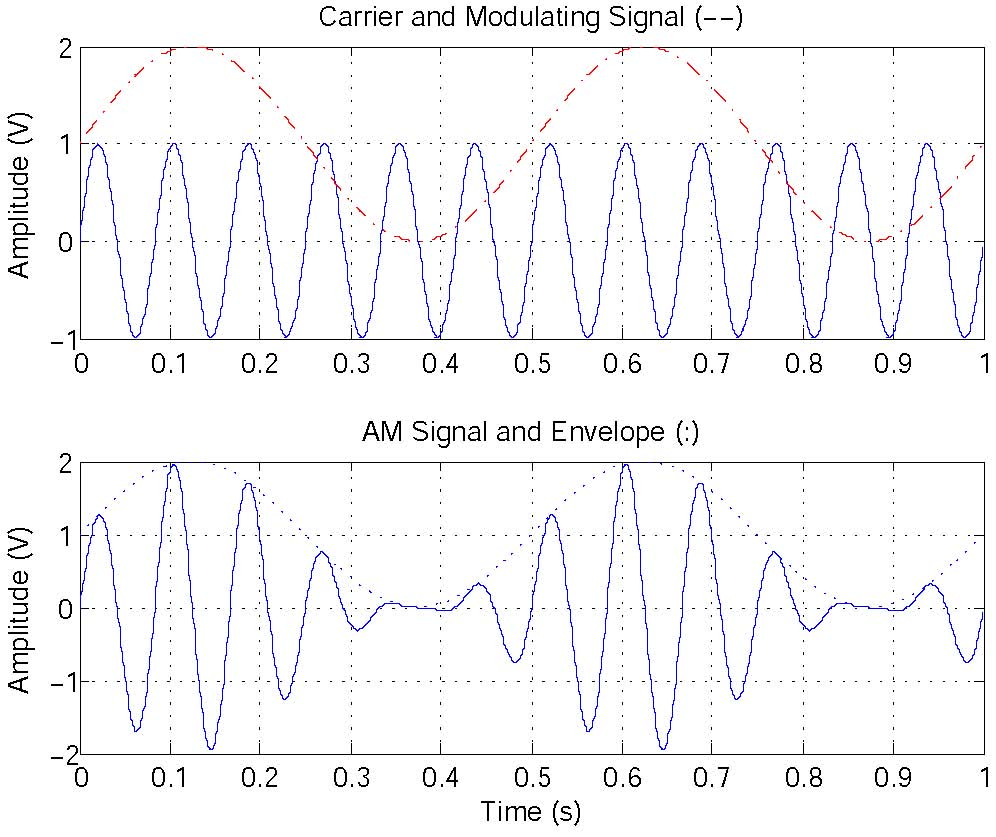 Carrier and Modulating Signal (−−)
Amplitude (V)
2
1
0
−1
0 0.1 0.2 0.3 0.4 0.5 0.6 0.7 0.8 0.9 1
AM Signal and Envelope (:)
Amplitude (V)
2
1
0
−1
−2
0 0.1 0.2 0.3 0.4 0.5 0.6 0.7 0.8 0.9 1
Time (s)